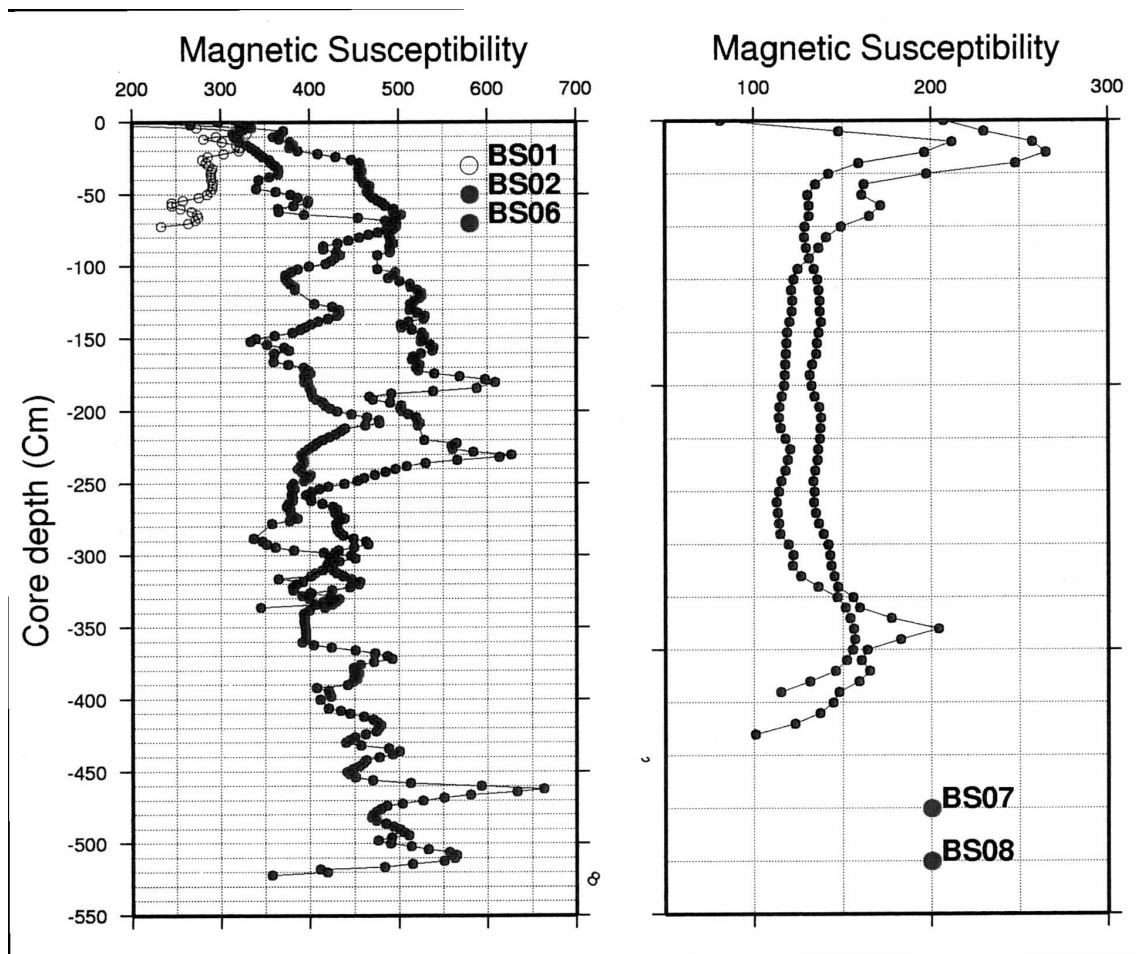 Magnetic Susceptibility
200 300 400 500 600 700
0
-50
-100
-150
-200
-250
-300
-350
-400
-450
-500
-550
Core depth (Cm)
BS01
BS02
BS06
Magnetic Susceptibility
100 200 300
BS07
BS08